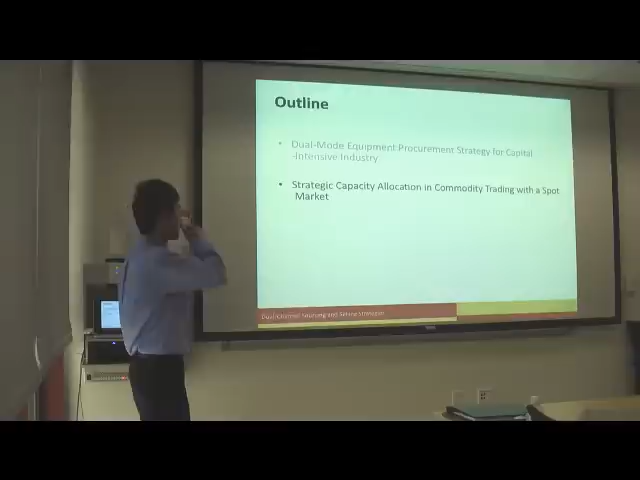 Outline
• Dual-Mode Equipment Procurement Strategy for Capital
-Intensive Industry
• Strategic Capacity Allocation in Commodity Trading with a Spot
Market
Dual-Channel Sourcing and Selling Strategies